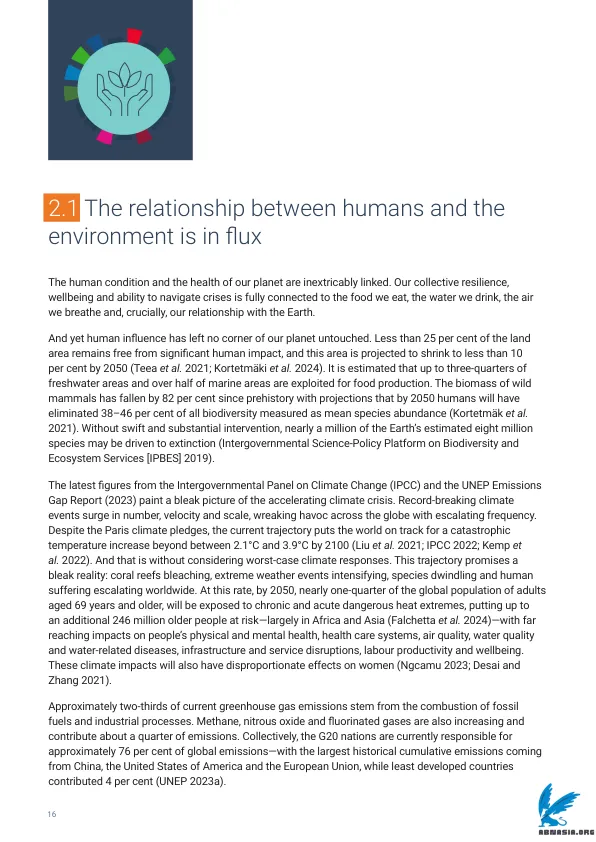 2.1 The relationship between humans and the
environment is in flux
The human condition and the health of our planet are inextricably linked. Our collective resilience,
wellbeing and ability to navigate crises is fully connected to the food we eat, the water we drink, the air
we breathe and, crucially, our relationship with the Earth.
And yet human influence has left no corner of our planet untouched. Less than 25 per cent of the land
area remains free from significant human impact, and this area is projected to shrink to less than 10
per cent by 2050 (Teea et al. 2021; Kortetmäki et al. 2024). It is estimated that up to three-quarters of
freshwater areas and over half of marine areas are exploited for food production. The biomass of wild
mammals has fallen by 82 per cent since prehistory with projections that by 2050 humans will have
eliminated 38–46 per cent of all biodiversity measured as mean species abundance (Kortetmäk et al.
2021). Without swift and substantial intervention, nearly a million of the Earth's estimated eight million
species may be driven to extinction (Intergovernmental Science-Policy Platform on Biodiversity and
Ecosystem Services [IPBES] 2019).
The latest figures from the Intergovernmental Panel on Climate Change (IPCC) and the UNEP Emissions
Gap Report (2023) paint a bleak picture of the accelerating climate crisis. Record-breaking climate
events surge in number, velocity and scale, wreaking havoc across the globe with escalating frequency.
Despite the Paris climate pledges, the current trajectory puts the world on track for a catastrophic
temperature increase beyond between 2.1°C and 3.9°C by 2100 (Liu et al. 2021; IPCC 2022; Kemp et
al. 2022). And that is without considering worst-case climate responses. This trajectory promises a
bleak reality: coral reefs bleaching, extreme weather events intensifying, species dwindling and human
suffering escalating worldwide. At this rate, by 2050, nearly one-quarter of the global population of adults
aged 69 years and older, will be exposed to chronic and acute dangerous heat extremes, putting up to
an additional 246 million older people at risk—largely in Africa and Asia (Falchetta et al. 2024)—with far
reaching impacts on people's physical and mental health, health care systems, air quality, water quality
and water-related diseases, infrastructure and service disruptions, labour productivity and wellbeing.
These climate impacts will also have disproportionate effects on women (Ngcamu 2023; Desai and
Zhang 2021).
Approximately two-thirds of current greenhouse gas emissions stem from the combustion of fossil
fuels and industrial processes. Methane, nitrous oxide and fluorinated gases are also increasing and
contribute about a quarter of emissions. Collectively, the G20 nations are currently responsible for
approximately 76 per cent of global emissions—with the largest historical cumulative emissions coming
from China, the United States of America and the European Union, while least developed countries
contributed 4 per cent (UNEP 2023a).
16
ABNASIA.ORG